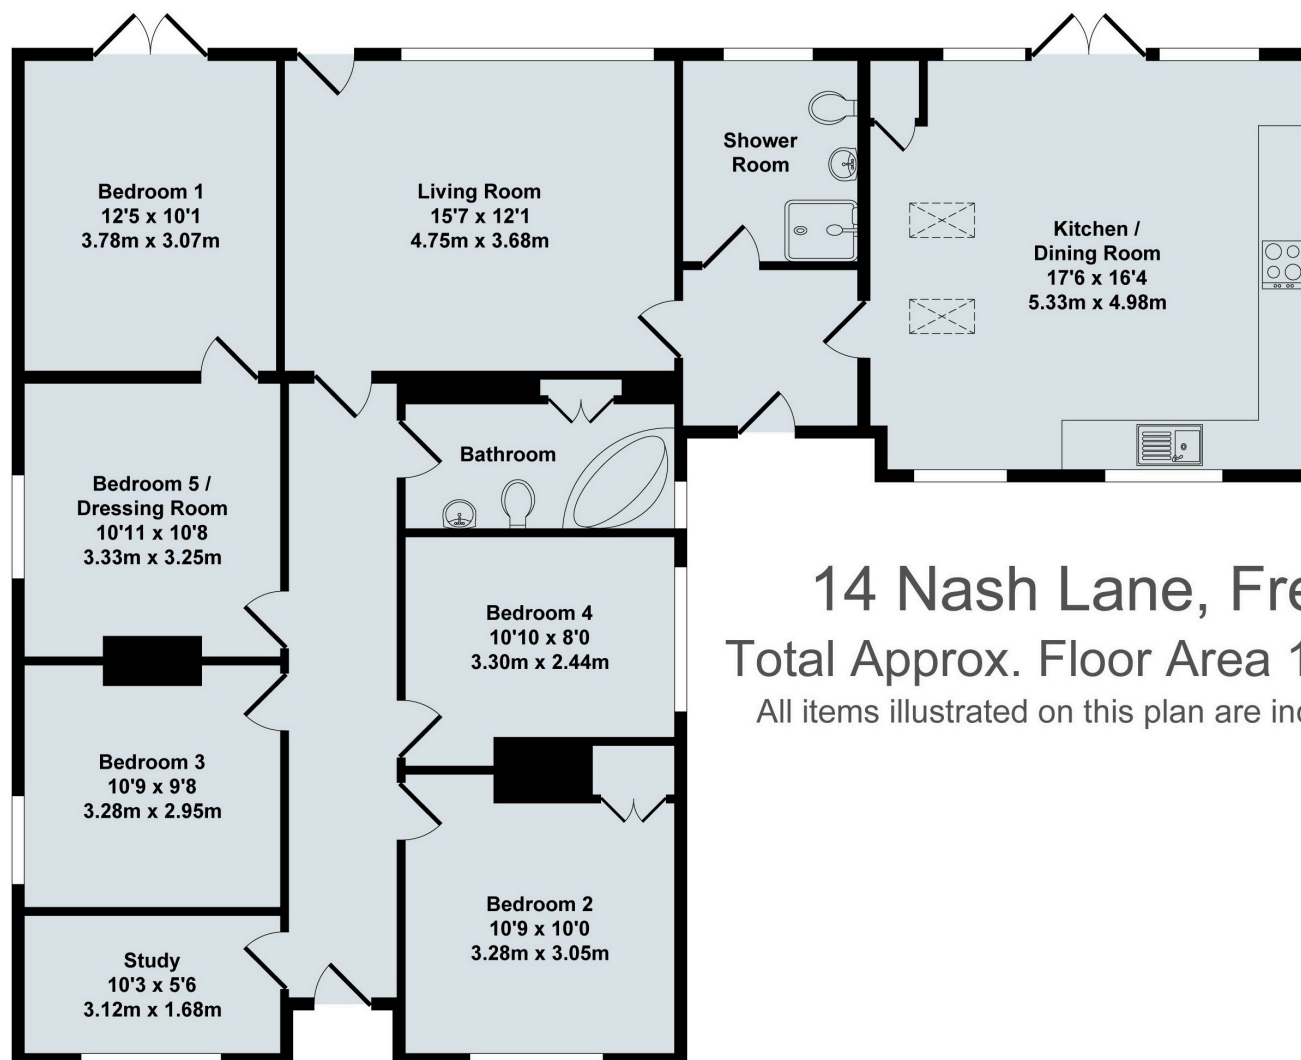 Bedroom 1
12'5 x 10'1
3.78m x 3.07m
Living Room
15'7 x 12'1
4.75m x 3.68m
Shower
Room
Kitchen /
Dining Room
17'6 x 16'4
5.33m x 4.98m
Bedroom 5 /
Dressing Room
10'11 x 10'8
3.33m x 3.25m
Bathroom
Bedroom 4
10'10 x 8'0
3.30m x 2.44m
Bedroom 3
10'9 x 9'8
3.28m x 2.95m
Bedroom 2
10'9 x 10'0
3.28m x 3.05m
Study
10'3 x 5'6
3.12m x 1.68m
14 Nash Lane, Fre
Total Approx. Floor Area 1
All items illustrated on this plan are inc